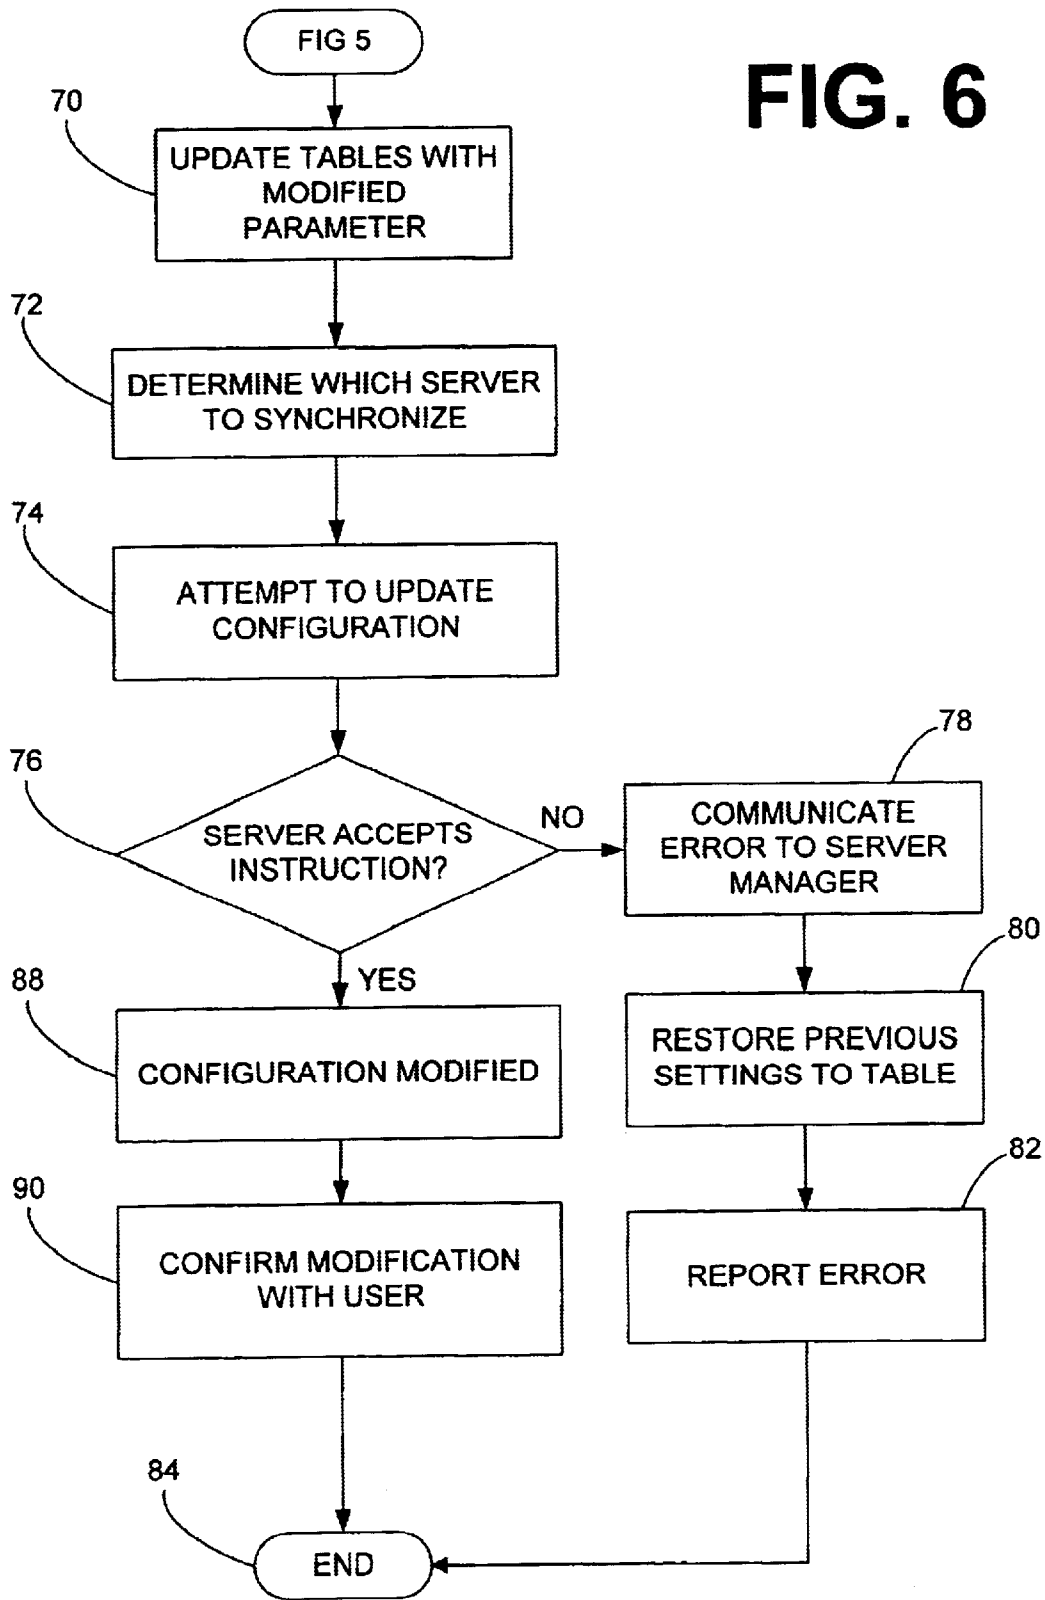 FIG 5
FIG. 6
70
UPDATE TABLES WITH
MODIFIED
PARAMETER
72
DETERMINE WHICH SERVER
TO SYNCHRONIZE
74
ATTEMPT TO UPDATE
CONFIGURATION
76
SERVER ACCEPTS
INSTRUCTION?
NO
78
COMMUNICATE
ERROR TO SERVER
MANAGER
YES
80
RESTORE PREVIOUS
SETTINGS TO TABLE
88
CONFIGURATION MODIFIED
82
REPORT ERROR
90
CONFIRM MODIFICATION
WITH USER
84
END